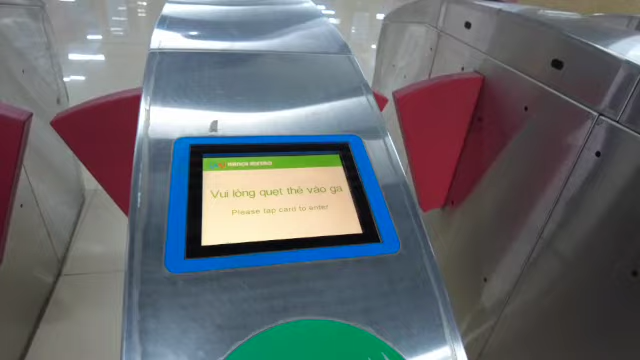 Vui lòng quẹt thẻ vào ga
Please tap card to enter